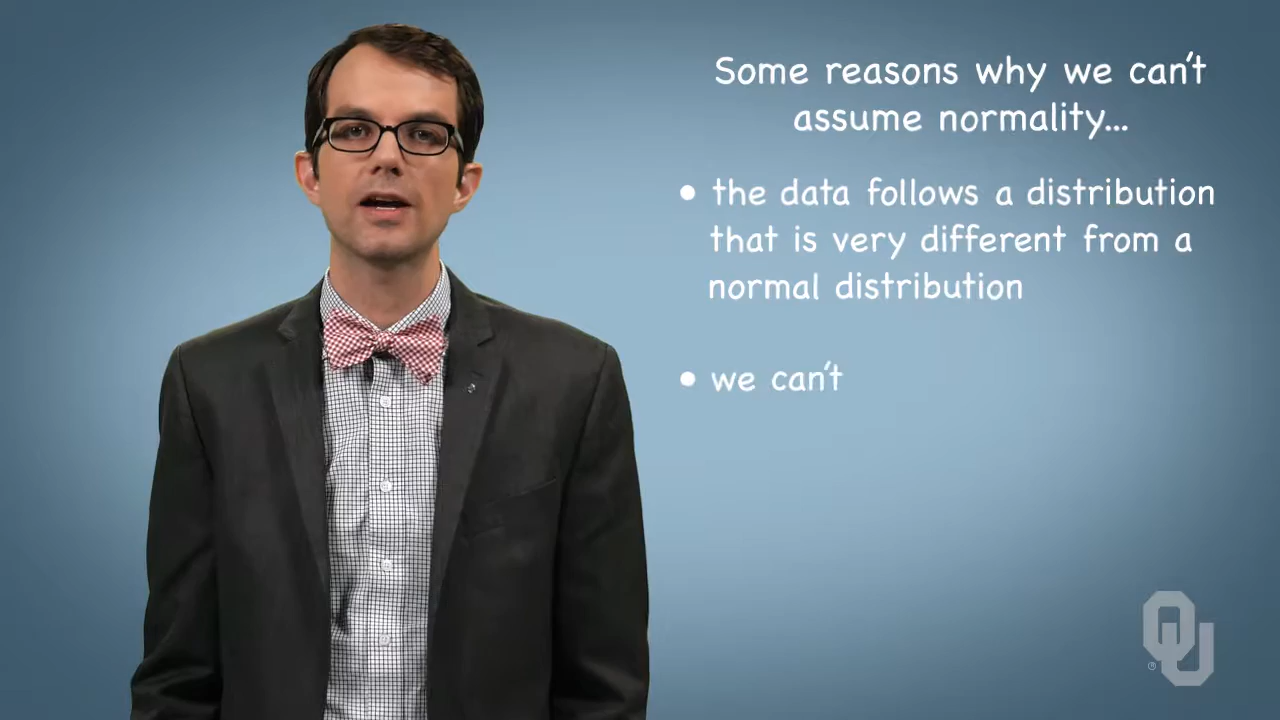 Some reasons why we can't
assume normality...
• the data follows a distribution
that is very different from a
normal distribution
• we can't
OU
®